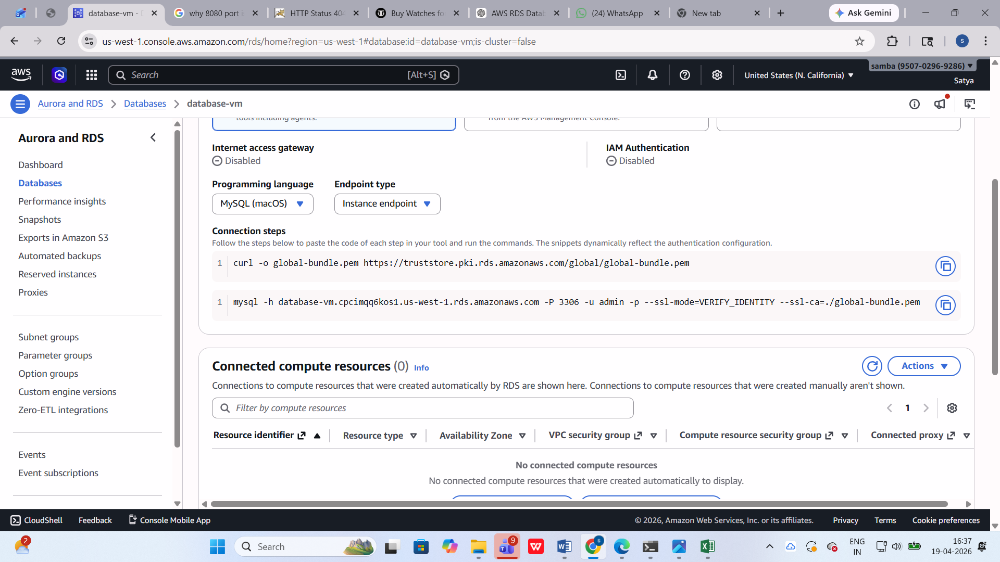 database-vm - D
why 8080 port is
HTTP Status 404
Buy Watches fo
AWS RDS Datab
(24) WhatsApp
New tab
Ask Gemini
us-west-1.console.aws.amazon.com/rds/home?region=us-west-1#database:id=database-vm;is-cluster=false
S
aws
Search
[Alt+S]
United States (N. California)
samba (9507-0296-9286)
Satya
Aurora and RDS
Databases
database-vm
Aurora and RDS
Dashboard
Databases
Performance insights
Snapshots
Exports in Amazon S3
Automated backups
Reserved instances
Proxies
Subnet groups
Parameter groups
Option groups
Custom engine versions
Zero-ETL integrations
Events
Event subscriptions
tools including agents.
from the AWS Management Console.
Internet access gateway
Disabled
IAM Authentication
Disabled
Programming language
MySQL (macOS)
Endpoint type
Instance endpoint
Connection steps
Follow the steps below to paste the code of each step in your tool and run the commands. The snippets dynamically reflect the authentication configuration.
1 curl -o global-bundle.pem https://truststore.pki.rds.amazonaws.com/global/global-bundle.pem
1 mysql -h database-vm.cpcimqq6kos1.us-west-1.rds.amazonaws.com -P 3306 -u admin -p --ssl-mode=VERIFY_IDENTITY --ssl-ca=./global-bundle.pem
Connected compute resources (0) Info
Actions
Connections to compute resources that were created automatically by RDS are shown here. Connections to compute resources that were created manually aren't shown.
Filter by compute resources
1
Resource identifier
Resource type
Availability Zone
VPC security group
Compute resource security group
Connected proxy
No connected compute resources
No connected compute resources that were created automatically to display.
CloudShell
Feedback
Console Mobile App
© 2026, Amazon Web Services, Inc. or its affiliates.
Privacy
Terms
Cookie preferences
2
Search
9
ENG
IN
16:37
19-04-2026